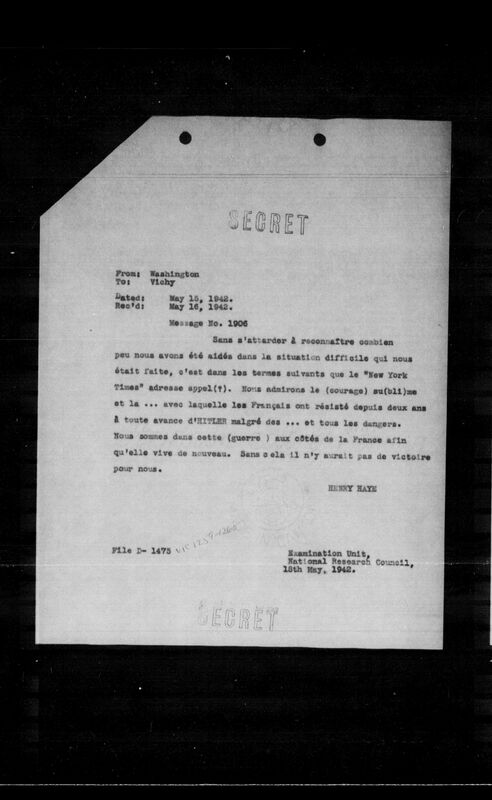 SECRET
From: Washington
To: Vichy
Dated: May 15, 1942.
Rec'd: May 16, 1942.
Message No. 1906
Sans s'attarder à reconnaître combien
peu nous avons été aidés dans la situation difficile qui nous
était faite, c'est dans les termes suivants que le "New York
Times" adresse appel(?). Nous admirons le (courage) su(bli)me
et la ... avec laquelle les Français ont résisté depuis deux ans
à toute avance d'HITLER malgré des ... et tous les dangers.
Nous sommes dans cette (guerre ) aux côtés de la France afin
qu'elle vive de nouveau. Sans cela il n'y aurait pas de victoire
pour nous.
HENRY HAYE
File D- 1475
Examination Unit,
National Research Council,
18th May, 1942.
SECRET